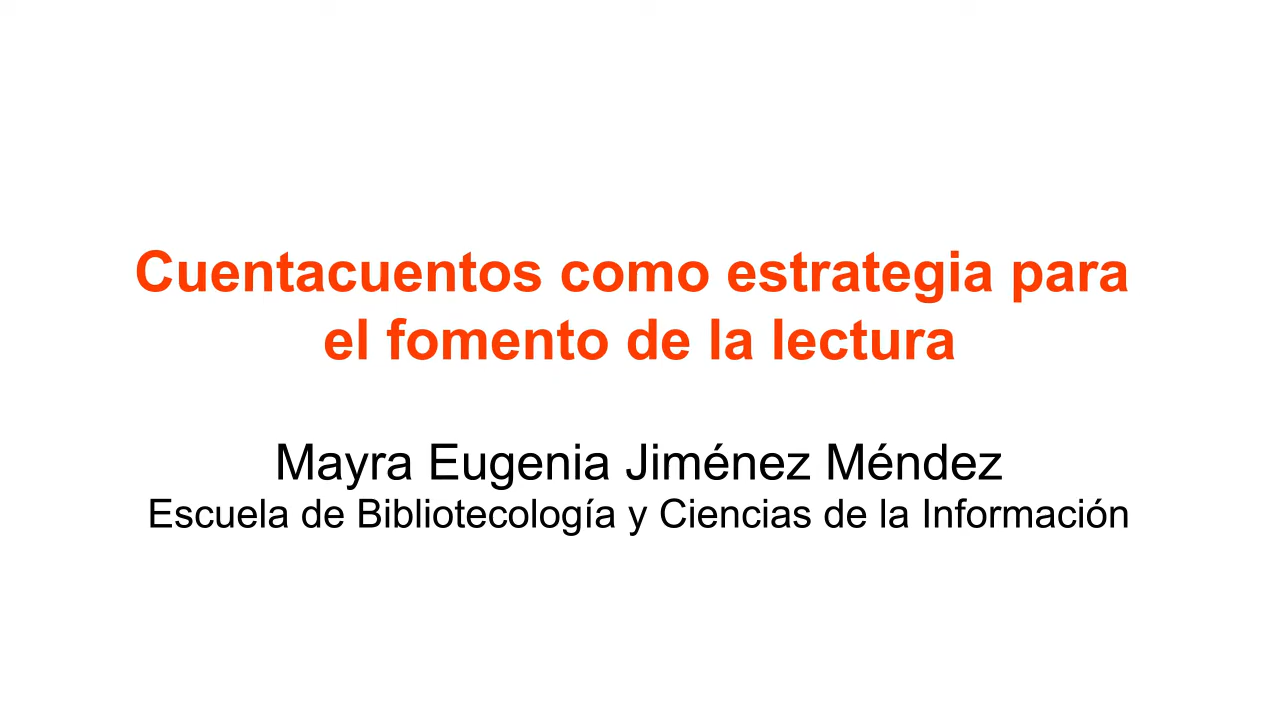 Cuentacuentos como estrategia para
el fomento de la lectura
Mayra Eugenia Jiménez Méndez
Escuela de Bibliotecología y Ciencias de la Información